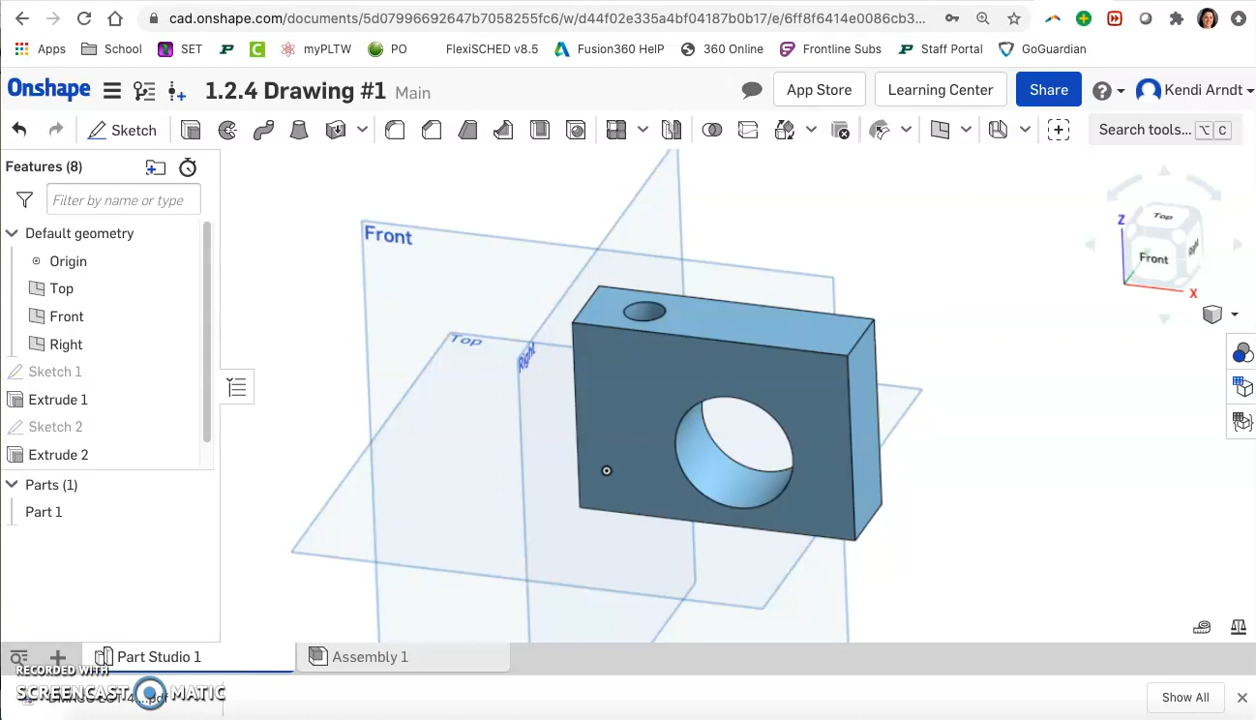 cad.onshape.com/documents/5d07996692647b7058255fc6/w/d44f02e335a4bf04187b0b17/e/6ff8f6414e0086cb3...
Apps School SET myPLTW PO FlexiSCHED v8.5 Fusion360 HelP 360 Online Frontline Subs Staff Portal GoGuardian
Onshape 1.2.4 Drawing #1 Main App Store Learning Center Share Kendi Arndt
Sketch Search tools... ⌥ C
Features (8)
Filter by name or type
Default geometry
Origin
Top
Front
Right
Sketch 1
Extrude 1
Sketch 2
Extrude 2
Parts (1)
Part 1
Front
Top
Right
Top
Z
Front
Right
X
Part Studio 1 Assembly 1
RECORDED WITH
SCREENCAST MATIC
Show All